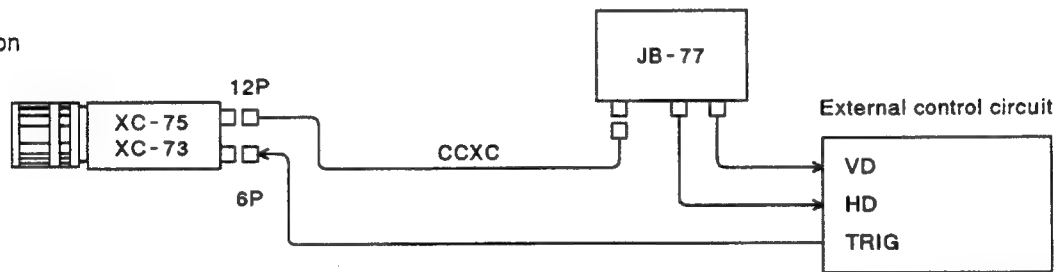 on
12P
XC-75
XC-73
6P
CCXC
JB-77
External control circuit
VD
HD
TRIG